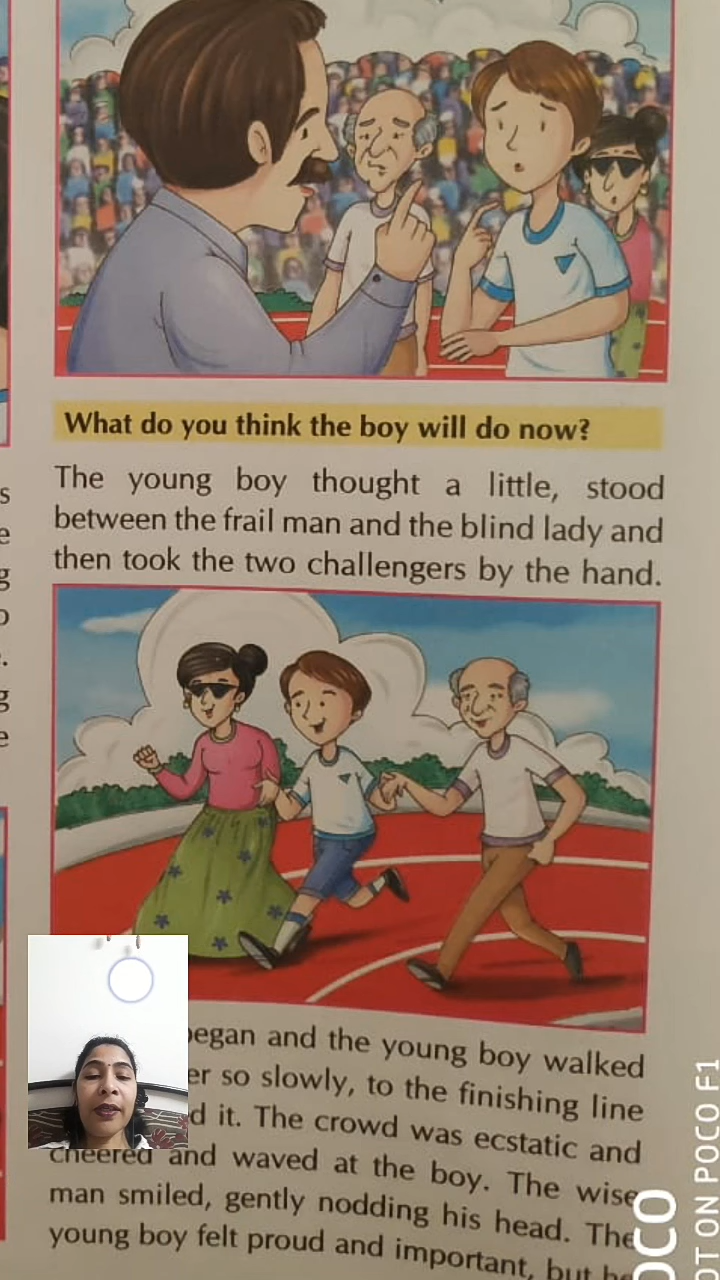 What do you think the boy will do now?
The young boy thought a little, stood
between the frail man and the blind lady and
then took the two challengers by the hand.
began and the young boy walked
so slowly, to the finishing line
it. The crowd was ecstatic and
cheered and waved at the boy. The wise
man smiled, gently nodding his head. The
young boy felt proud and important, but
POCO F1